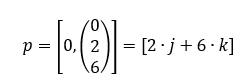 p = [0, (0 2 6)] = [2 · j + 6 · k]